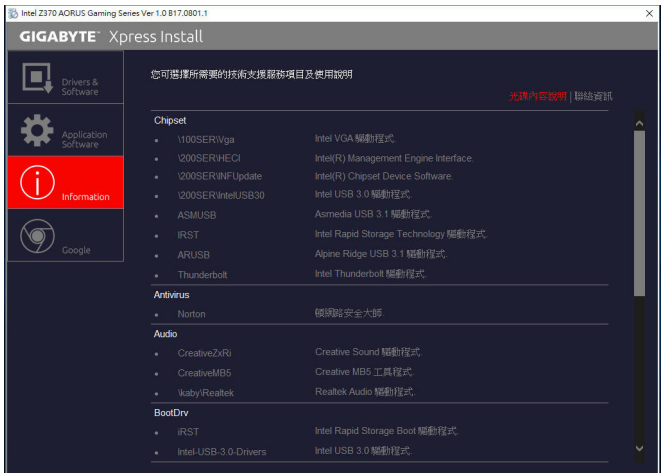 Intel Z370 AORUS Gaming Series Ver 1.0 B17.0801.1
GIGABYTE™ Xpress Install
Drivers &
Software
Application
Software
Information
Google
您可選擇所需要的技術支援服務項目及使用說明
光碟內容說明 | 聯絡資訊
Chipset
\100SER\Vga Intel VGA 驅動程式.
\200SER\HECI Intel(R) Management Engine Interface.
\200SER\INFUpdate Intel(R) Chipset Device Software.
\200SER\IntelUSB30 Intel USB 3.0 驅動程式.
ASMUSB Asmedia USB 3.1 驅動程式.
IRST Intel Rapid Storage Technology 驅動程式.
ARUSB Alpine Ridge USB 3.1 驅動程式.
Thunderbolt Intel Thunderbolt 驅動程式.
Antivirus
Norton 頓網路安全大師.
Audio
CreativeZxRi Creative Sound 驅動程式.
CreativeMB5 Creative MB5 工具程式.
\kaby\Realtek Realtek Audio 驅動程式.
BootDrv
iRST Intel Rapid Storage Boot 驅動程式.
Intel-USB-3.0-Drivers Intel USB 3.0 驅動程式.